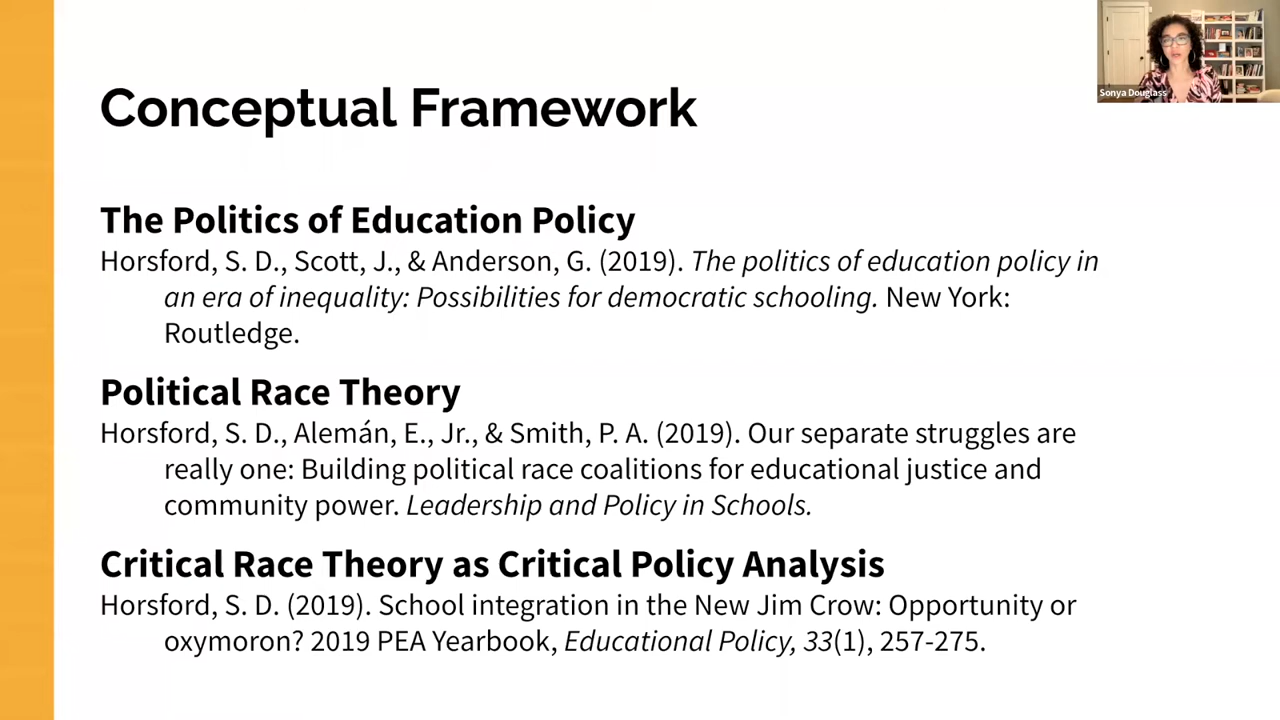 Sonya Douglass
Conceptual Framework
The Politics of Education Policy
Horsford, S. D., Scott, J., & Anderson, G. (2019). The politics of education policy in
an era of inequality: Possibilities for democratic schooling. New York:
Routledge.
Political Race Theory
Horsford, S. D., Alemán, E., Jr., & Smith, P. A. (2019). Our separate struggles are
really one: Building political race coalitions for educational justice and
community power. Leadership and Policy in Schools.
Critical Race Theory as Critical Policy Analysis
Horsford, S. D. (2019). School integration in the New Jim Crow: Opportunity or
oxymoron? 2019 PEA Yearbook, Educational Policy, 33(1), 257-275.